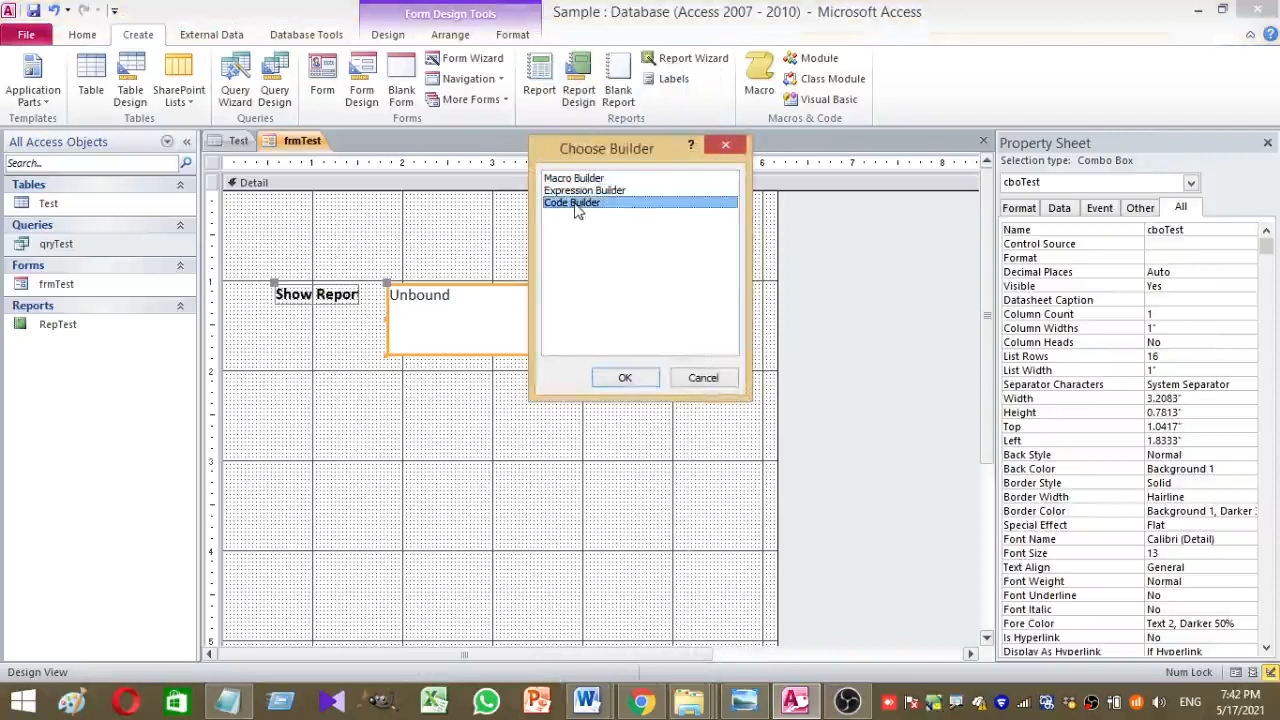 Form Design Tools
Sample : Database (Access 2007 - 2010) - Microsoft Access
File
Home
Create
External Data
Database Tools
Design
Arrange
Format
Application Parts
Table
Table Design
SharePoint Lists
Query Wizard
Query Design
Form
Form Design
Blank Form
Form Wizard
Navigation
More Forms
Report
Report Design
Blank Report
Report Wizard
Labels
Macro
Module
Class Module
Visual Basic
Templates
Tables
Queries
Forms
Reports
Macros & Code
All Access Objects
Search...
Tables
Test
Queries
qryTest
Forms
frmTest
Reports
RepTest
Test
frmTest
1
2
3
6
Detail
1
2
3
4
5
Show Repor
Unbound
Choose Builder
?
Macro Builder
Expression Builder
Code Builder
OK
Cancel
Property Sheet
Selection type: Combo Box
cboTest
Format
Data
Event
Other
All
Name cboTest
Control Source
Format
Decimal Places Auto
Visible Yes
Datasheet Caption
Column Count 1
Column Widths 1"
Column Heads No
List Rows 16
List Width 1"
Separator Characters System Separator
Width 3.2083"
Height 0.7813"
Top 1.0417"
Left 1.8333"
Back Style Normal
Back Color Background 1
Border Style Solid
Border Width Hairline
Border Color Background 1, Darker
Special Effect Flat
Font Name Calibri (Detail)
Font Size 13
Text Align General
Font Weight Normal
Font Underline No
Font Italic No
Fore Color Text 2, Darker 50%
Is Hyperlink No
Display As Hyperlink If Hyperlink
Design View
Num Lock
ENG
7:42 PM
5/17/2021